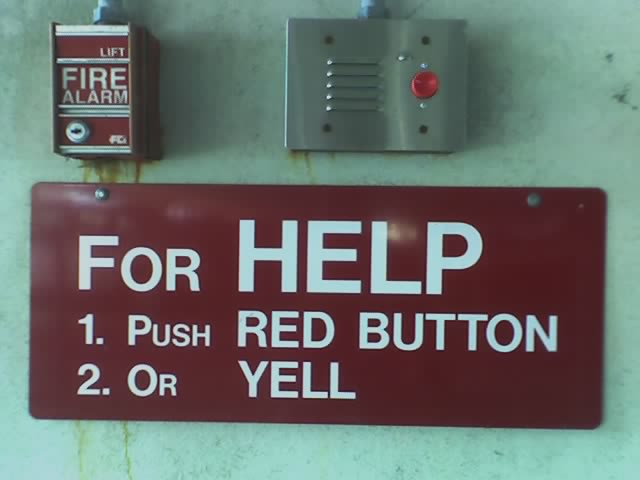 LIFT
FIRE
ALARM
FOR HELP
1. PUSH RED BUTTON
2. OR YELL